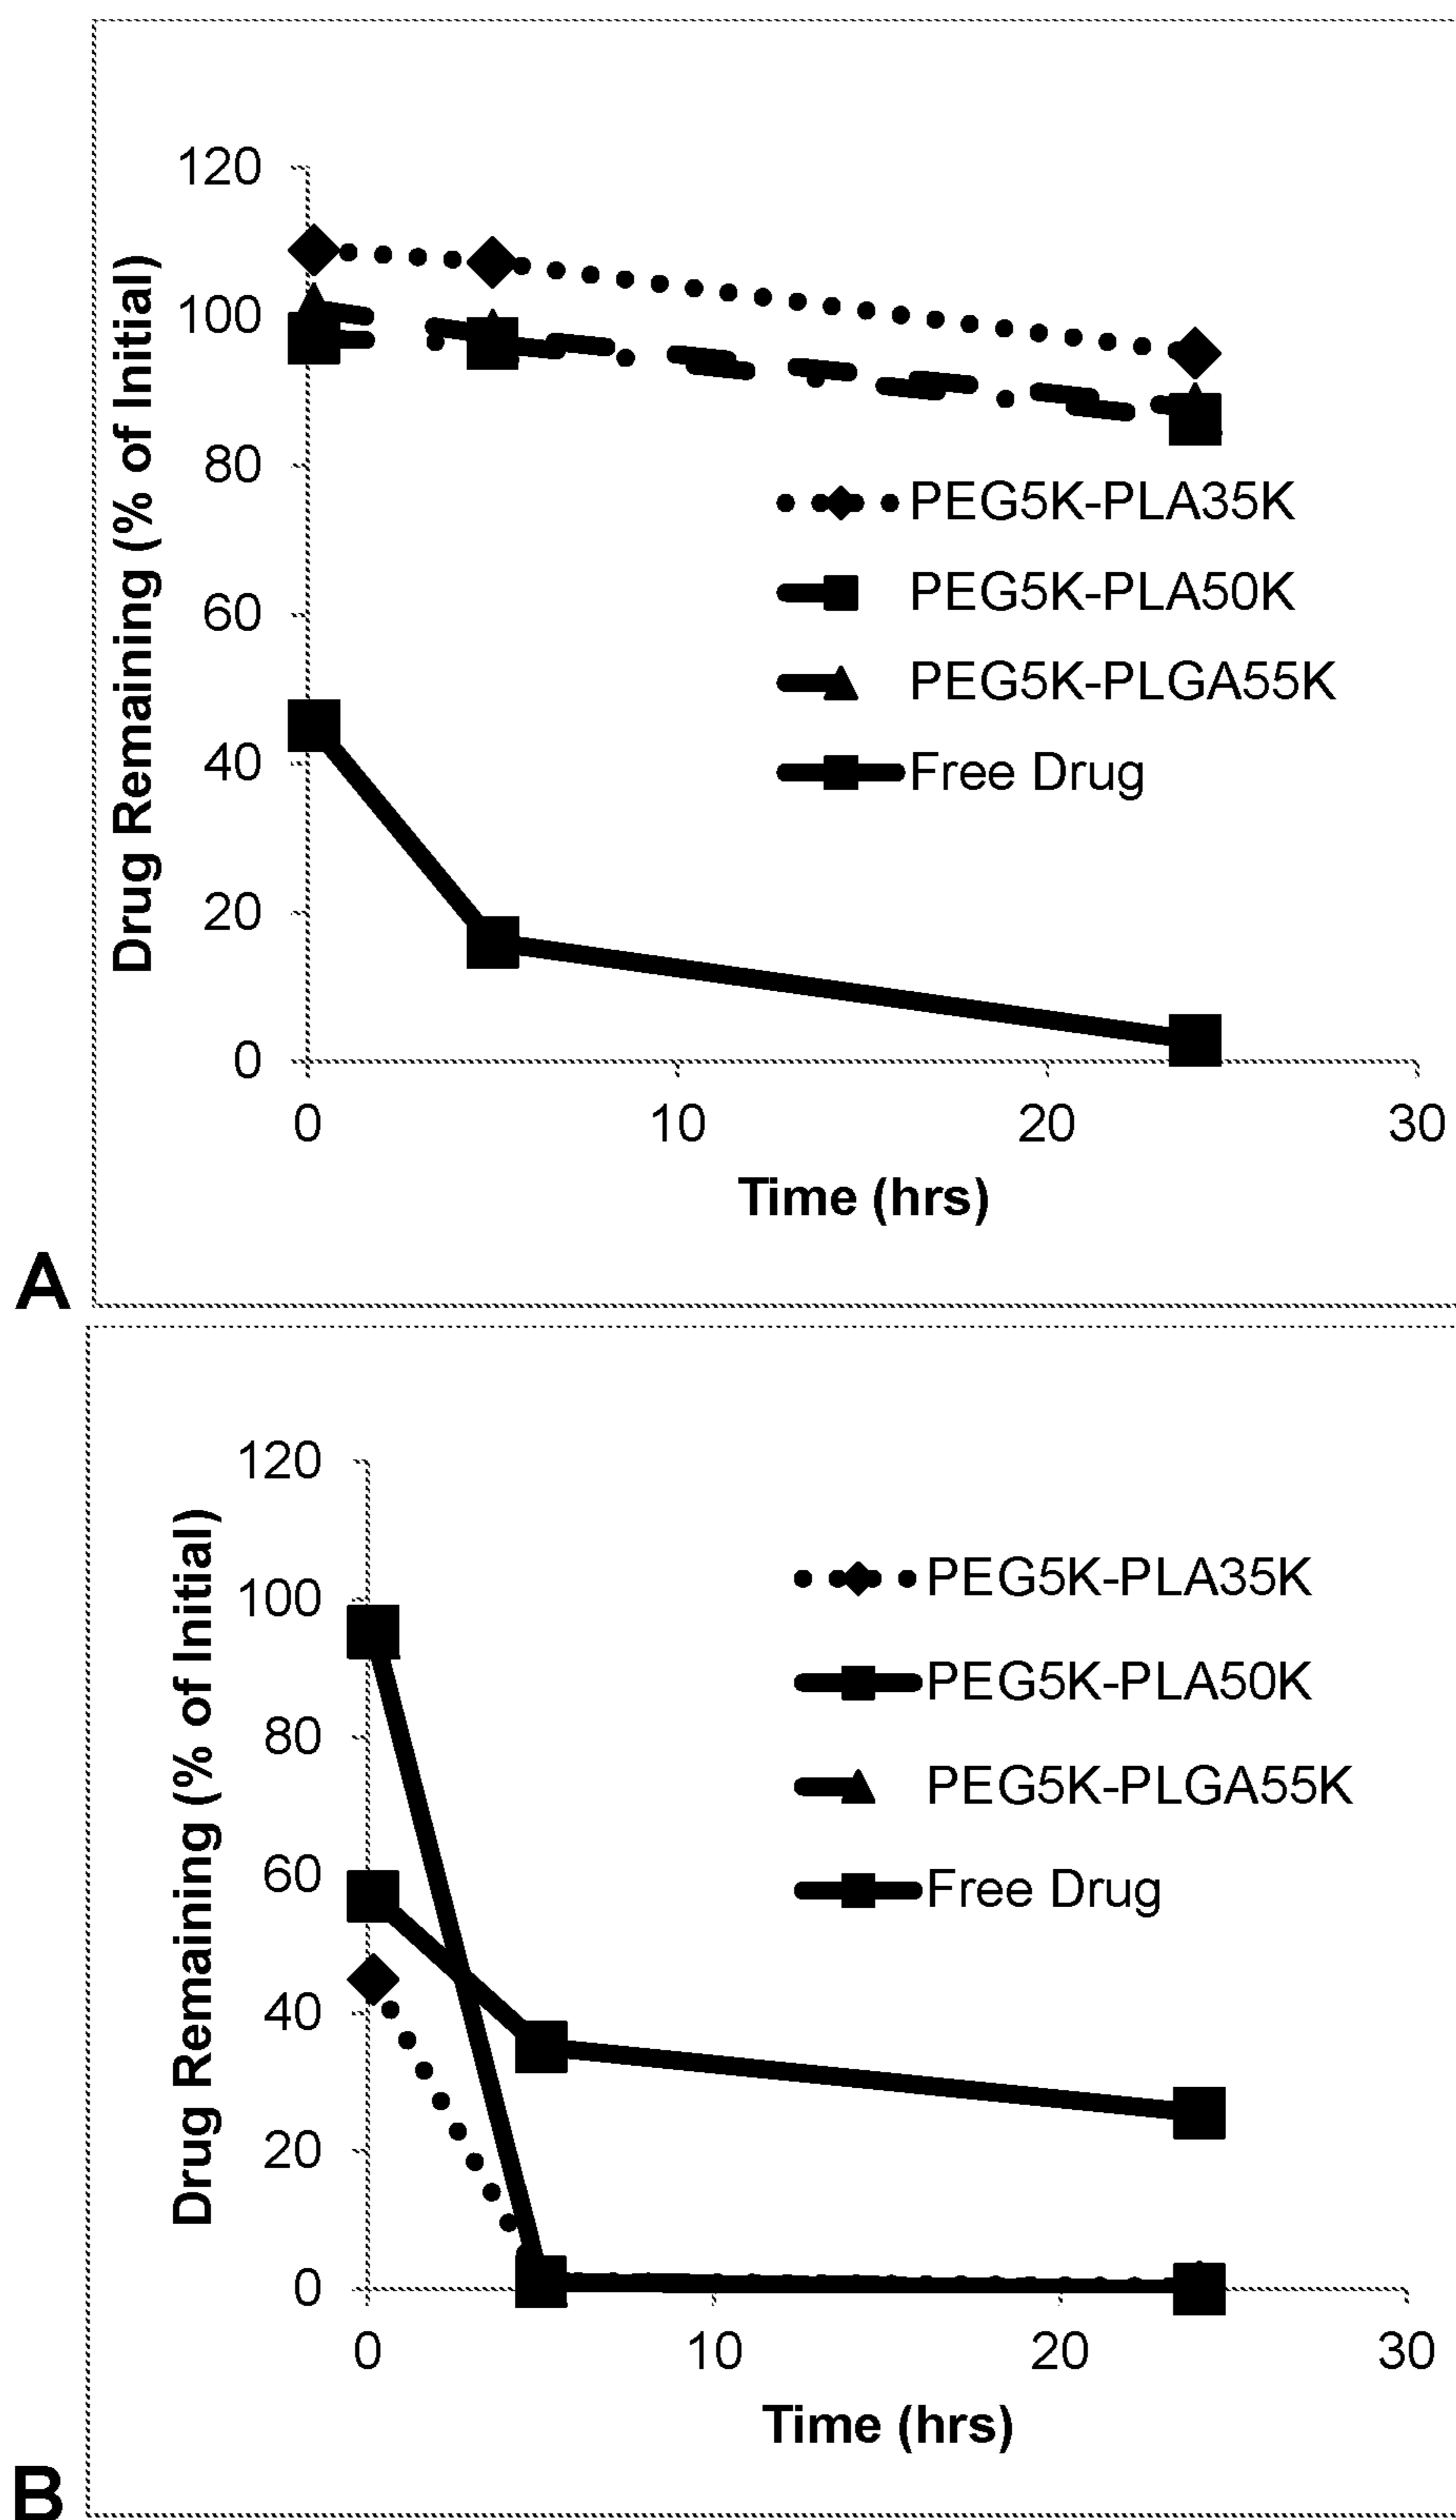 120
100
80
60
40
20
0
Drug Remaining (% of Initial)
PEG5K-PLA35K
PEG5K-PLA50K
PEG5K-PLGA55K
Free Drug
0 10 20 30
Time (hrs)
A
120
100
80
60
40
20
0
Drug Remaining (% of Initial)
PEG5K-PLA35K
PEG5K-PLA50K
PEG5K-PLGA55K
Free Drug
0 10 20 30
Time (hrs)
B